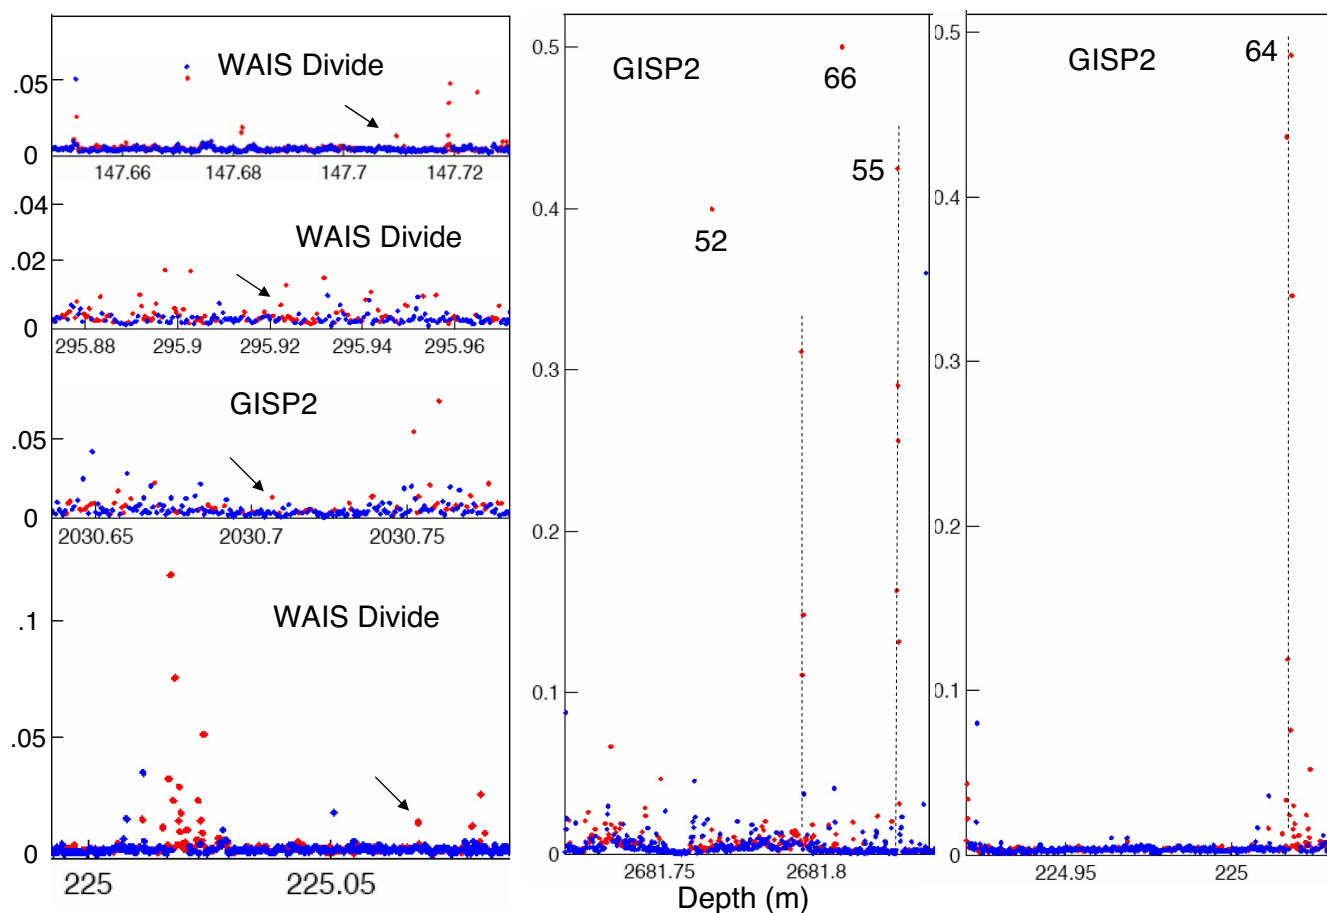 WAIS Divide
.05
0
147.66 147.68 147.7 147.72
.04
WAIS Divide
.02
0
295.88 295.9 295.92 295.94 295.96
GISP2
.05
0
2030.65 2030.7 2030.75
WAIS Divide
.1
.05
0
225 225.05
0.5
GISP2
66
55
0.4
52
0.3
0.2
0.1
0
2681.75 2681.8
Depth (m)
0.5
GISP2
64
0.4
0.3
0.2
0.1
0
224.95 225